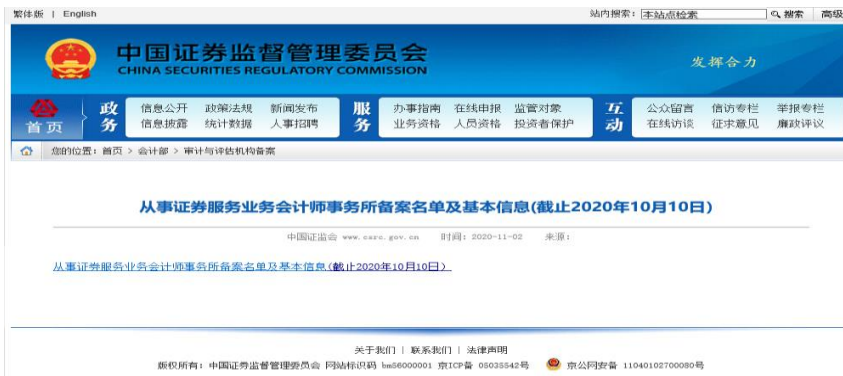 繁体版 | English 站内搜索: 本站点检索 搜索 高级
中国证券监督管理委员会
CHINA SECURITIES REGULATORY COMMISSION
发挥合力
首页
政务
信息公开 政策法规 新闻发布
信息披露 统计数据 人事招聘
服务
办事指南 在线申报 监管对象
业务资格 人员资格 投资者保护
互动
公众留言 信访专栏 举报专栏
在线访谈 征求意见 廉政评议
您的位置: 首页 > 会计部 > 审计与评估机构备案
从事证券服务业务会计师事务所备案名单及基本信息(截止2020年10月10日)
中国证监会 www.csrc.gov.cn 时间: 2020-11-02 来源:
从事证券服务业务会计师事务所备案名单及基本信息(截止2020年10月10日)
关于我们 | 联系我们 | 法律声明
版权所有: 中国证券监督管理委员会 网站标识码 bm56000001 京ICP备 05035542号 京公网安备 11040102700080号